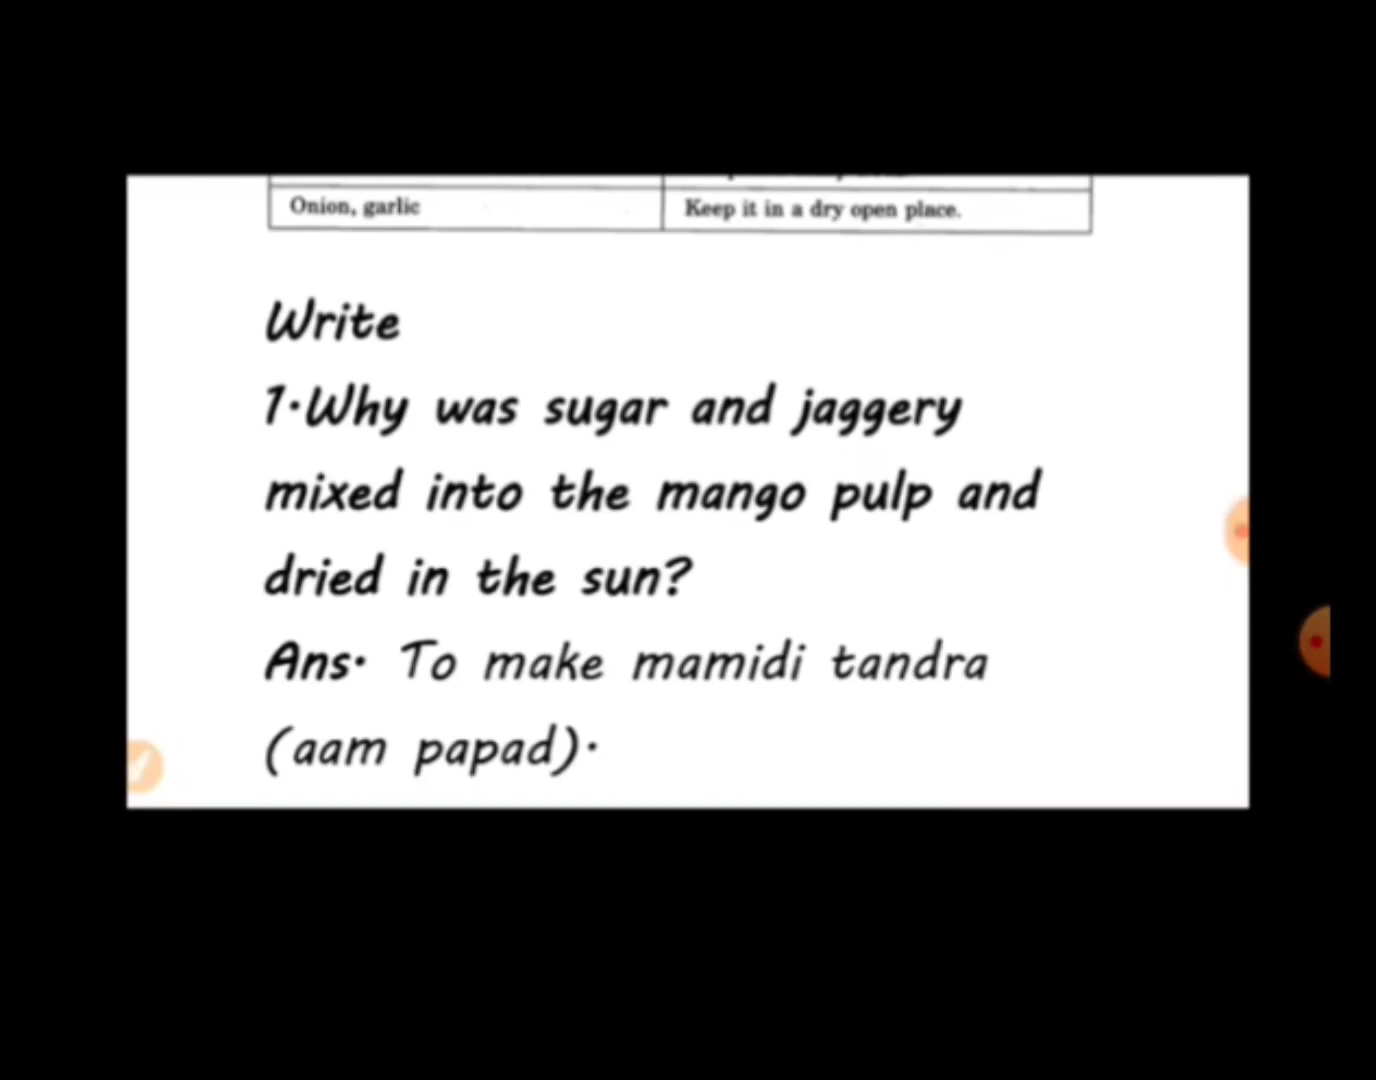 Onion, garlic Keep it in a dry open place.
Write
1.Why was sugar and jaggery
mixed into the mango pulp and
dried in the sun?
Ans. To make mamidi tandra
(aam papad).